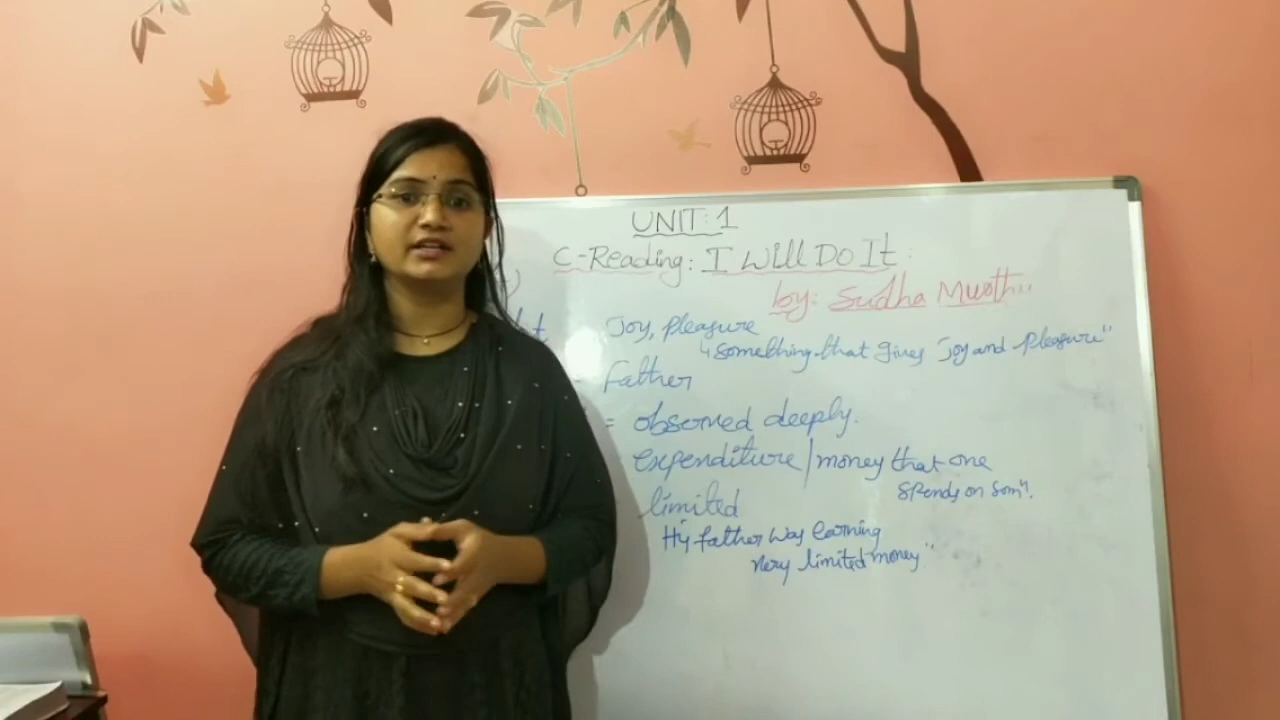 UNIT: 1
C-Reading: I Will Do It:
by: Sudha Murthi..
Joy, pleasure
↳ something that gives Joy and pleasure"
father
= observed deeply.
expenditure / money that one
spends on som".
limited
His father was earning
very limited money"